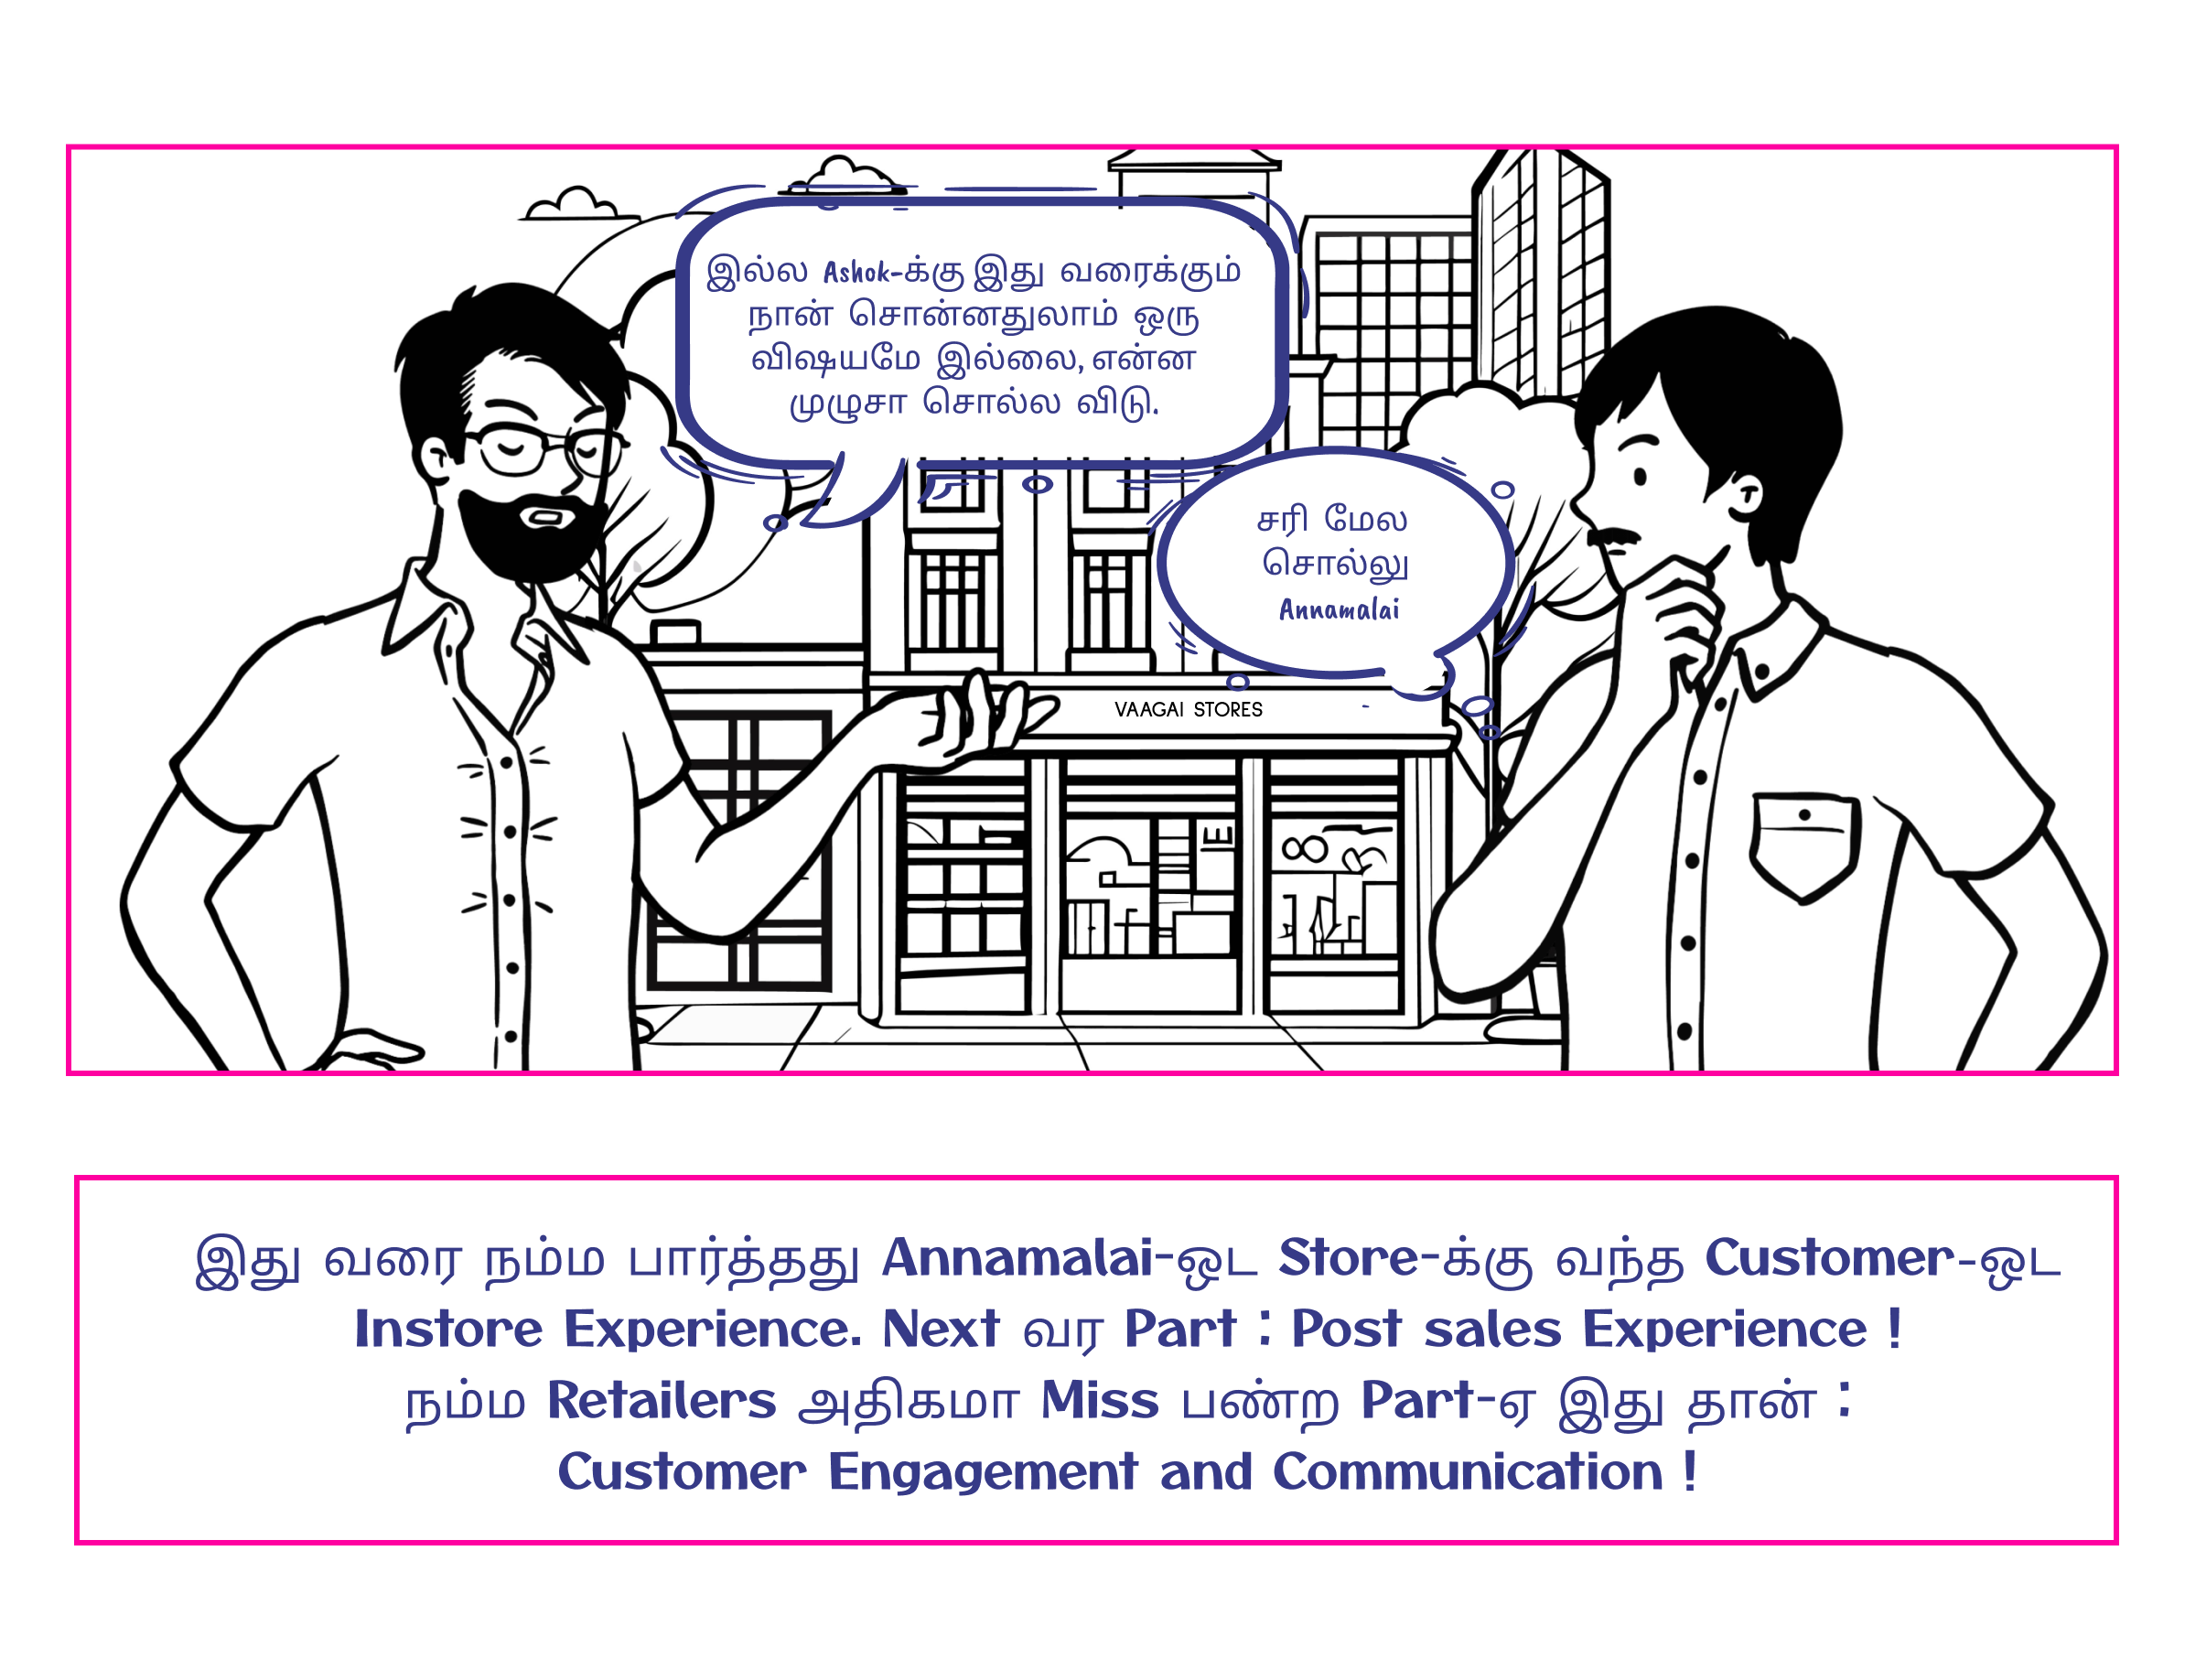 இல்ல Ashok-க்கு இது வரைக்கும்
நான் சொன்னதுலாம் ஒரு
விஷயமே இல்லை, என்ன
முழுசா சொல்ல விடு.
சரி மேல
சொல்லு
Annamalai
VAAGAI STORES
இது வரை நம்ம பார்த்தது Annamalai-ஒட Store-க்கு வந்த Customer-ஒட
Instore Experience. Next வர Part : Post sales Experience !
நம்ம Retailers அதிகமா Miss பண்ற Part-ஏ இது தான் :
Customer Engagement and Communication !